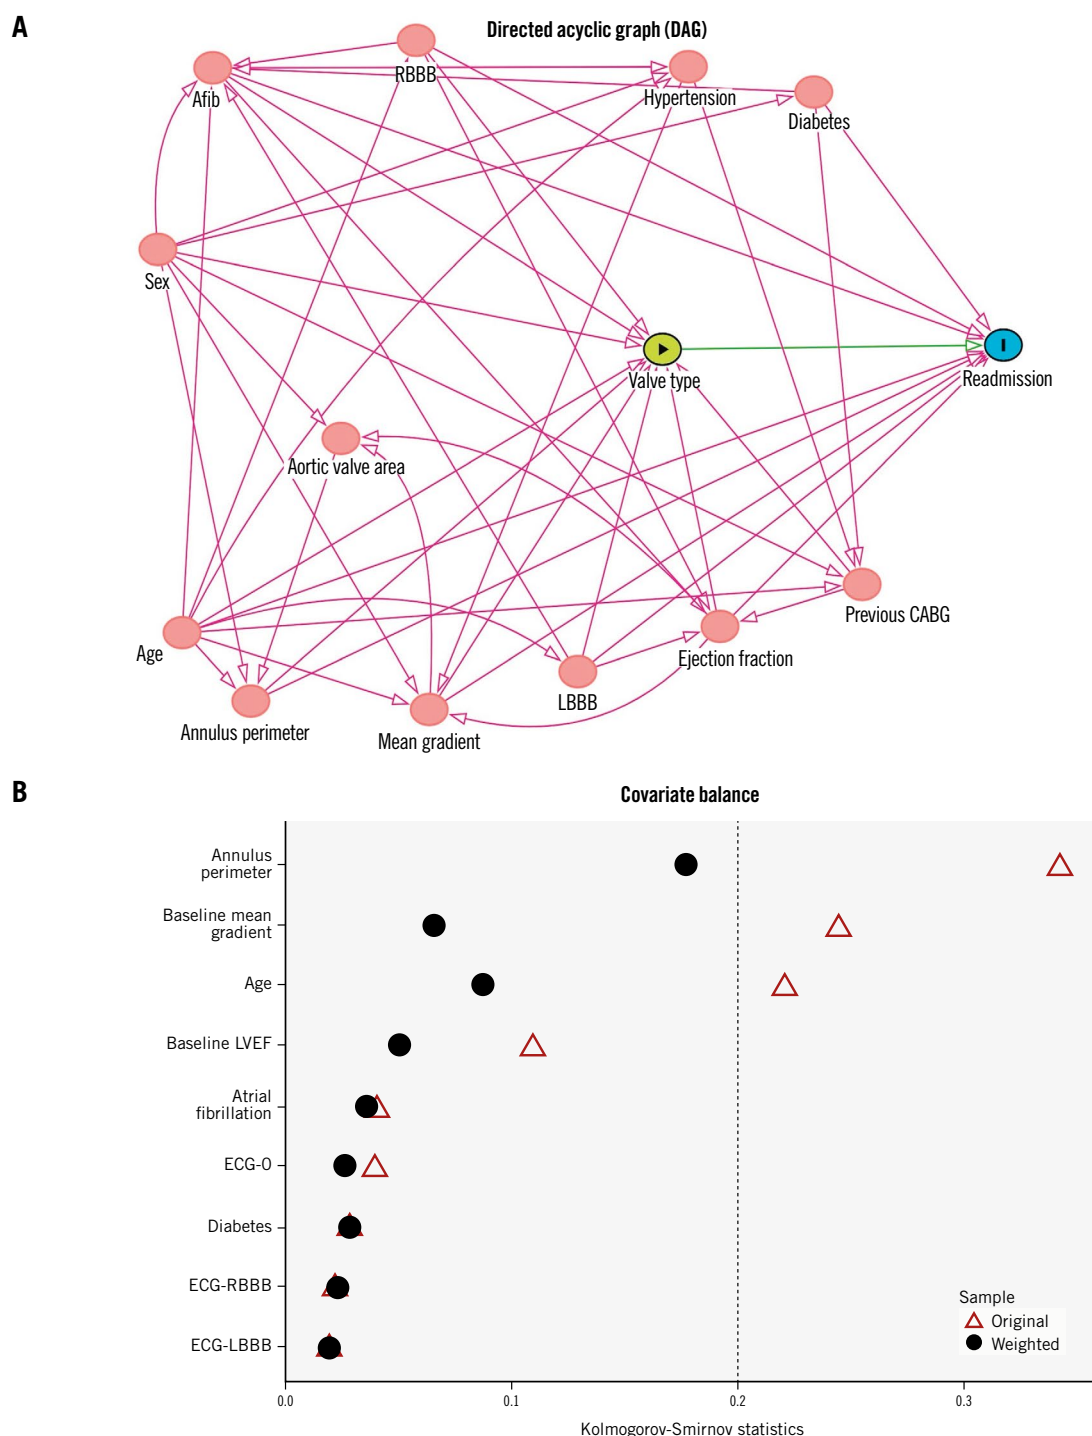 A
Directed acyclic graph (DAG)
RBBB
Afib
Hypertension
Diabetes
Sex
Valve type
Readmission
Aortic valve area
Previous CABG
Age
Ejection fraction
LBBB
Annulus perimeter
Mean gradient
B
Covariate balance
Annulus
perimeter
Baseline mean
gradient
Age
Baseline LVEF
Atrial
fibrillation
ECG-0
Diabetes
ECG-RBBB
ECG-LBBB
Sample
Original
Weighted
0.0
0.1
0.2
0.3
Kolmogorov-Smirnov statistics